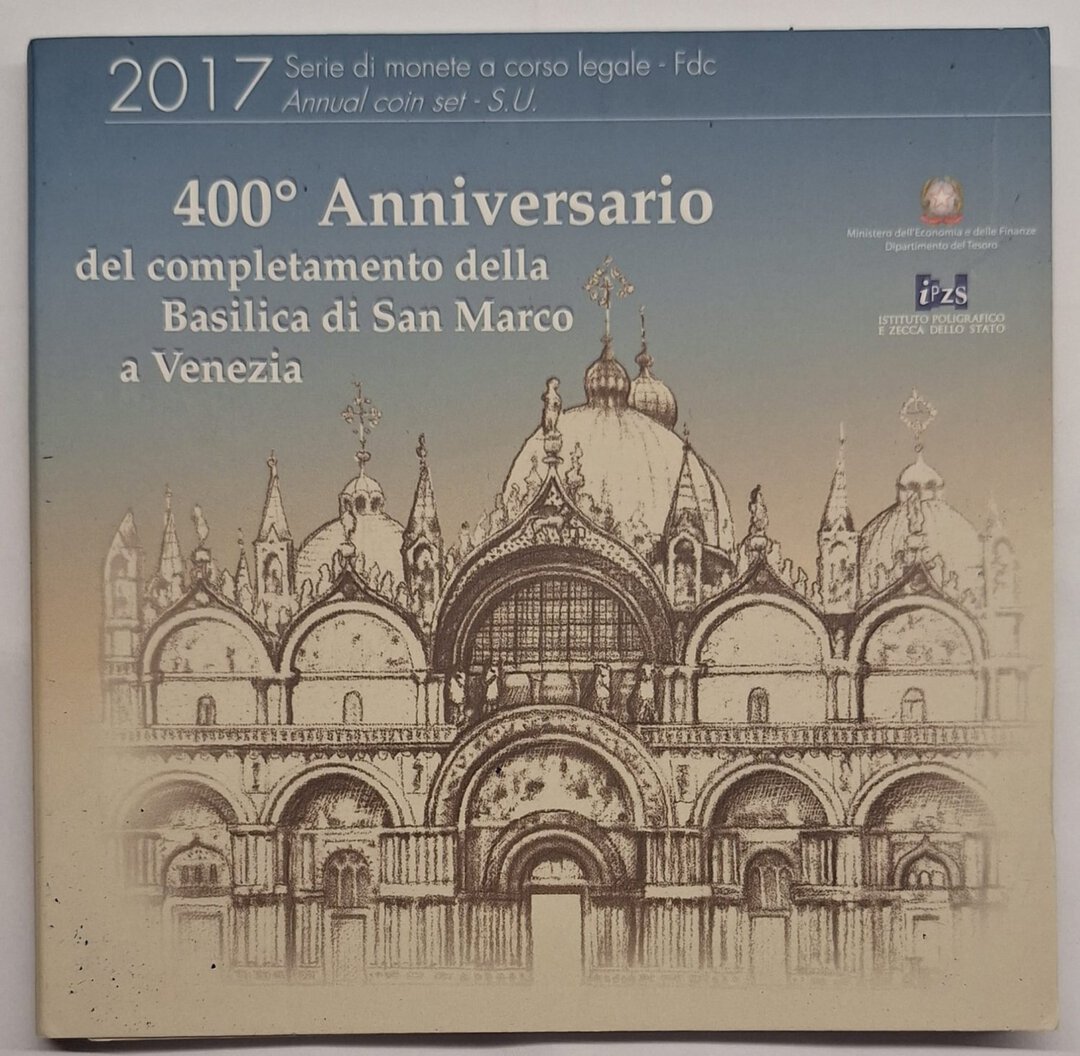 2017 Serie di monete a corso legale - Fdc
Annual coin set - S.U.
400° Anniversario
del completamento della
Basilica di San Marco
a Venezia
Ministero dell'Economia e delle Finanze
Dipartimento del Tesoro
iPZS
ISTITUTO POLIGRAFICO
E ZECCA DELLO STATO